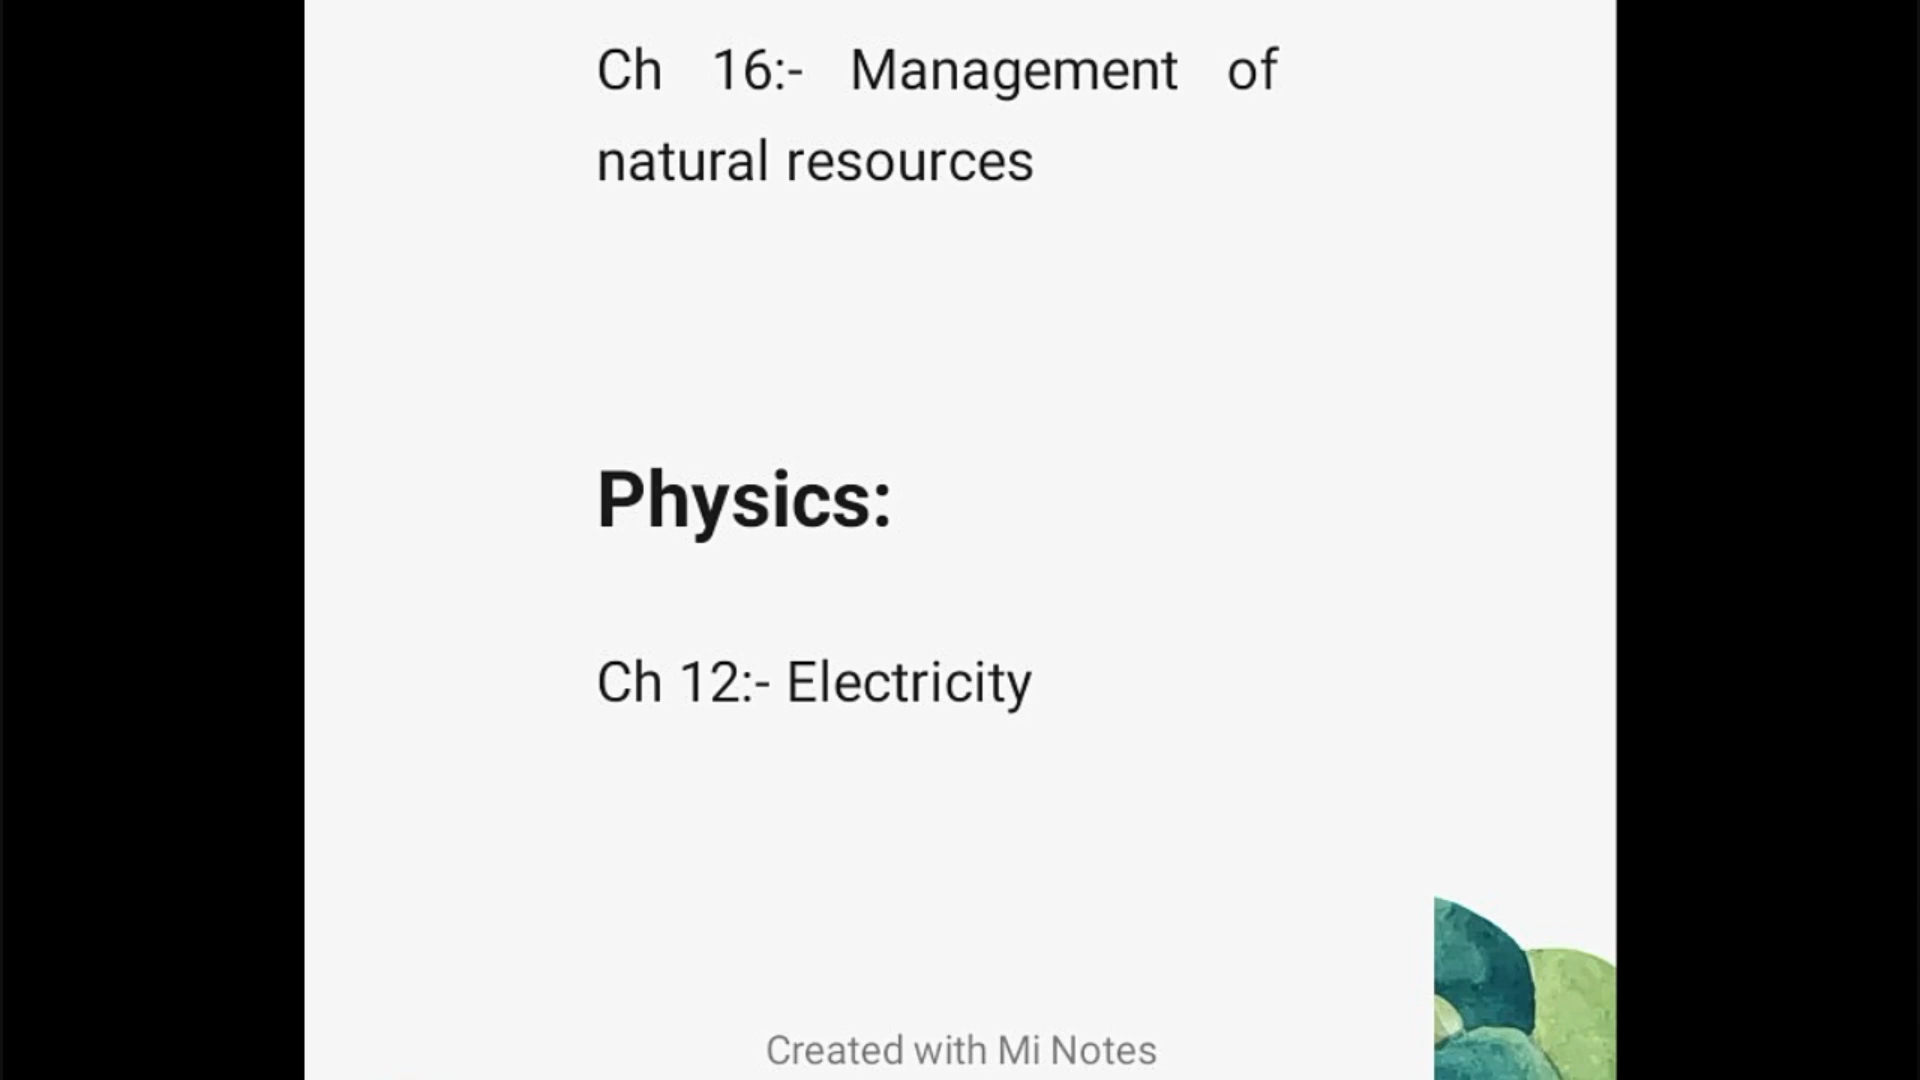 Ch 16:- Management of
natural resources
Physics:
Ch 12:- Electricity
Created with Mi Notes